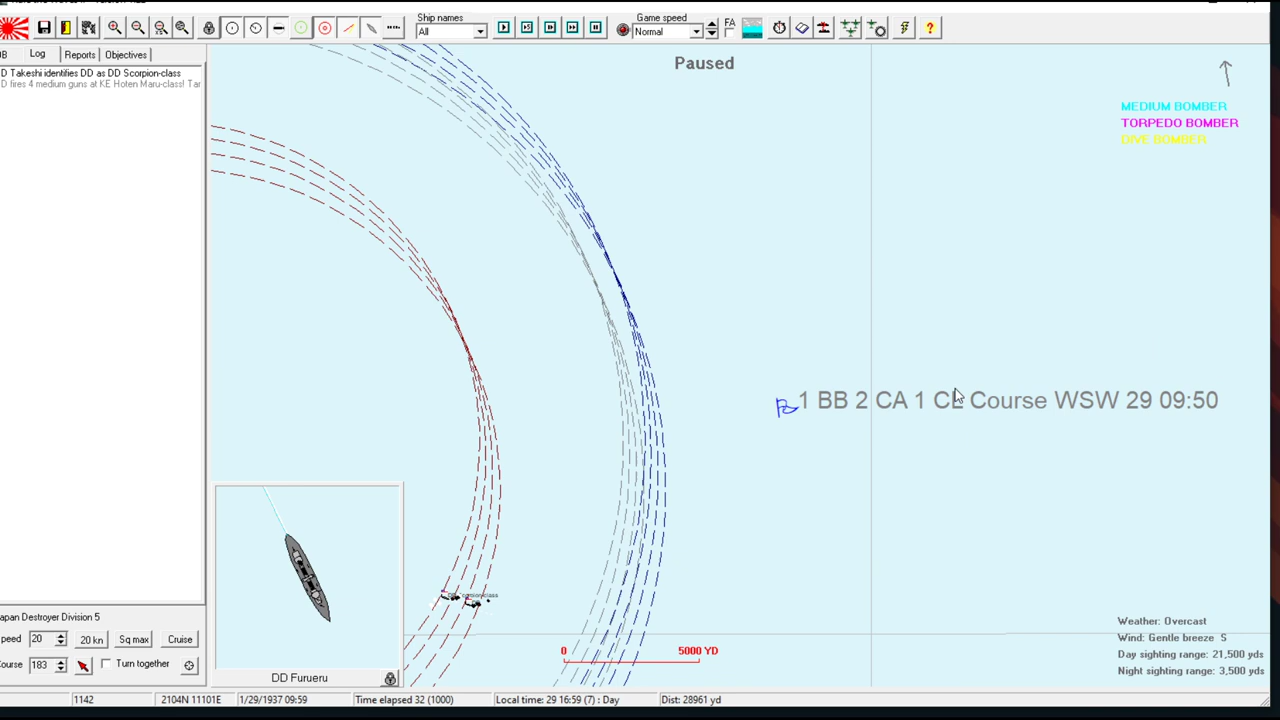 Ship names
Game speed
All
Normal
FA
DB
Log
Reports
Objectives
Paused
D Takeshi identifies DD as DD Scorpion-class
D fires 4 medium guns at KE Hoten Maru-class! Tar
MEDIUM BOMBER
TORPEDO BOMBER
DIVE BOMBER
1 BB 2 CA 1 CL Course WSW 29 09:50
apan Destroyer Division 5
peed 20 20 kn Sq max Cruise
ourse 183 Turn together
DD Furueru
0 5000 YD
Weather: Overcast
Wind: Gentle breeze S
Day sighting range: 21,500 yds
Night sighting range: 3,500 yds
1142 2104N 11101E 1/29/1937 09:59 Time elapsed 32 (1000) Local time: 29 16:59 (7) : Day Dist: 28961 yd